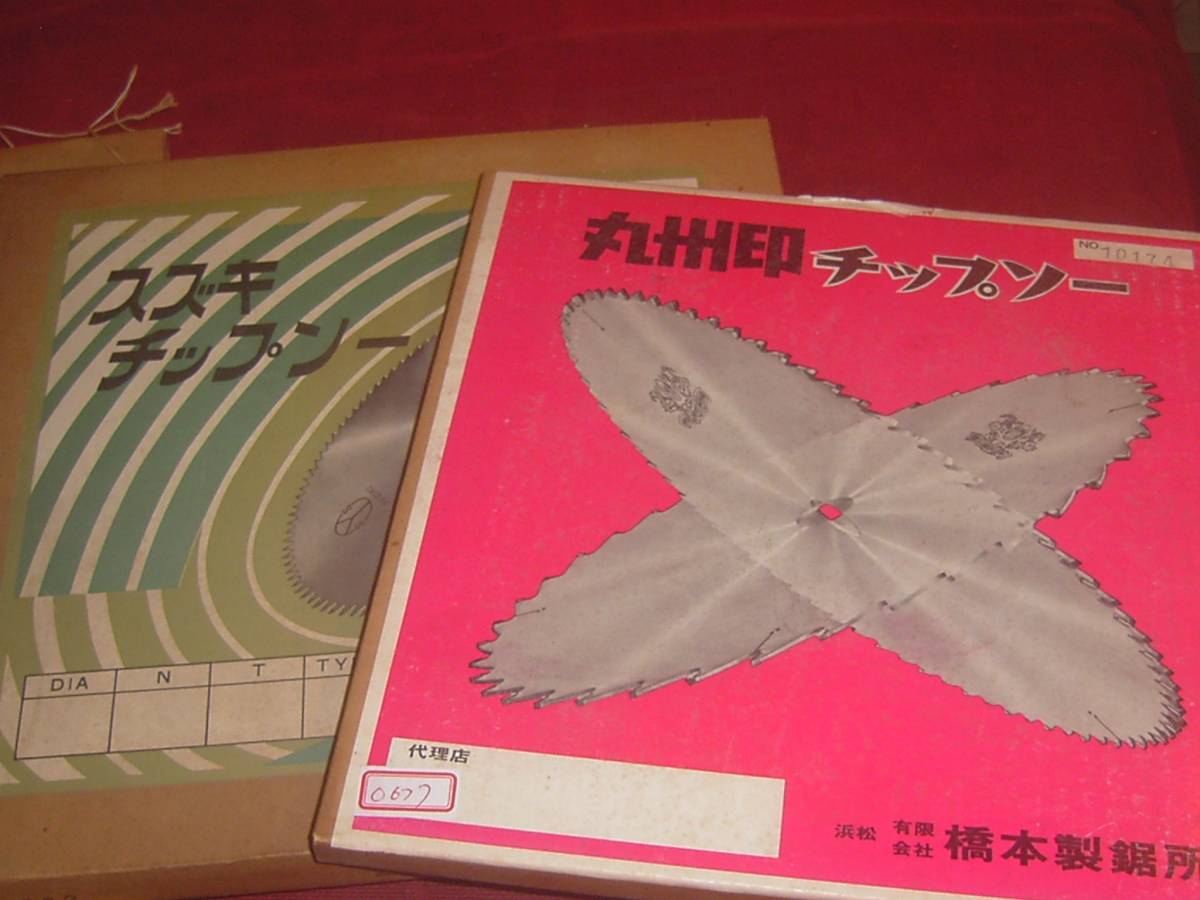 スズキ
チップソー
DIA N T TY
丸州印チップソー
NO 10174
代理店
0677
浜松 有限会社 橋本製鋸所